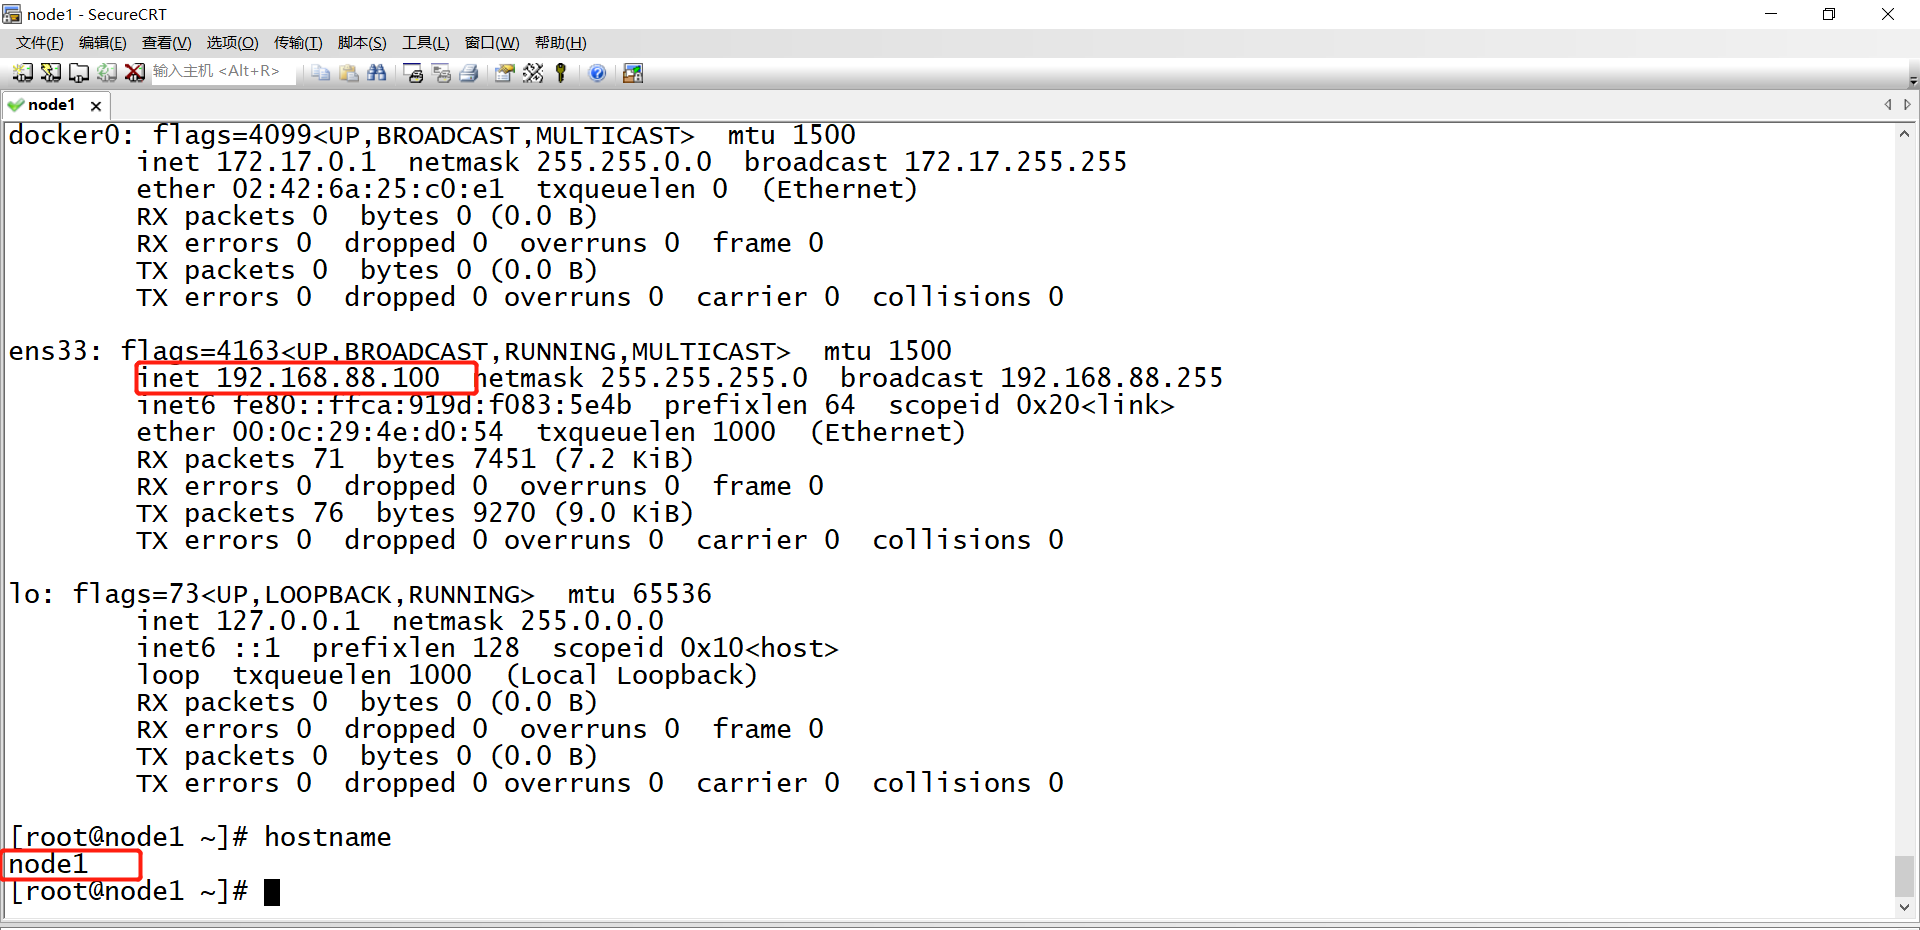 node1 - SecureCRT
文件(F) 编辑(E) 查看(V) 选项(O) 传输(T) 脚本(S) 工具(L) 窗口(W) 帮助(H)
输入主机 <Alt+R>
node1
docker0: flags=4099<UP,BROADCAST,MULTICAST>  mtu 1500
        inet 172.17.0.1  netmask 255.255.0.0  broadcast 172.17.255.255
        ether 02:42:6a:25:c0:e1  txqueuelen 0  (Ethernet)
        RX packets 0  bytes 0 (0.0 B)
        RX errors 0  dropped 0  overruns 0  frame 0
        TX packets 0  bytes 0 (0.0 B)
        TX errors 0  dropped 0 overruns 0  carrier 0  collisions 0
ens33: flags=4163<UP,BROADCAST,RUNNING,MULTICAST>  mtu 1500
        inet 192.168.88.100  netmask 255.255.255.0  broadcast 192.168.88.255
        inet6 fe80::ffca:919d:f083:5e4b  prefixlen 64  scopeid 0x20<link>
        ether 00:0c:29:4e:d0:54  txqueuelen 1000  (Ethernet)
        RX packets 71  bytes 7451 (7.2 KiB)
        RX errors 0  dropped 0  overruns 0  frame 0
        TX packets 76  bytes 9270 (9.0 KiB)
        TX errors 0  dropped 0 overruns 0  carrier 0  collisions 0
lo: flags=73<UP,LOOPBACK,RUNNING>  mtu 65536
        inet 127.0.0.1  netmask 255.0.0.0
        inet6 ::1  prefixlen 128  scopeid 0x10<host>
        loop  txqueuelen 1000  (Local Loopback)
        RX packets 0  bytes 0 (0.0 B)
        RX errors 0  dropped 0  overruns 0  frame 0
        TX packets 0  bytes 0 (0.0 B)
        TX errors 0  dropped 0 overruns 0  carrier 0  collisions 0
[root@node1 ~]# hostname
node1
[root@node1 ~]#